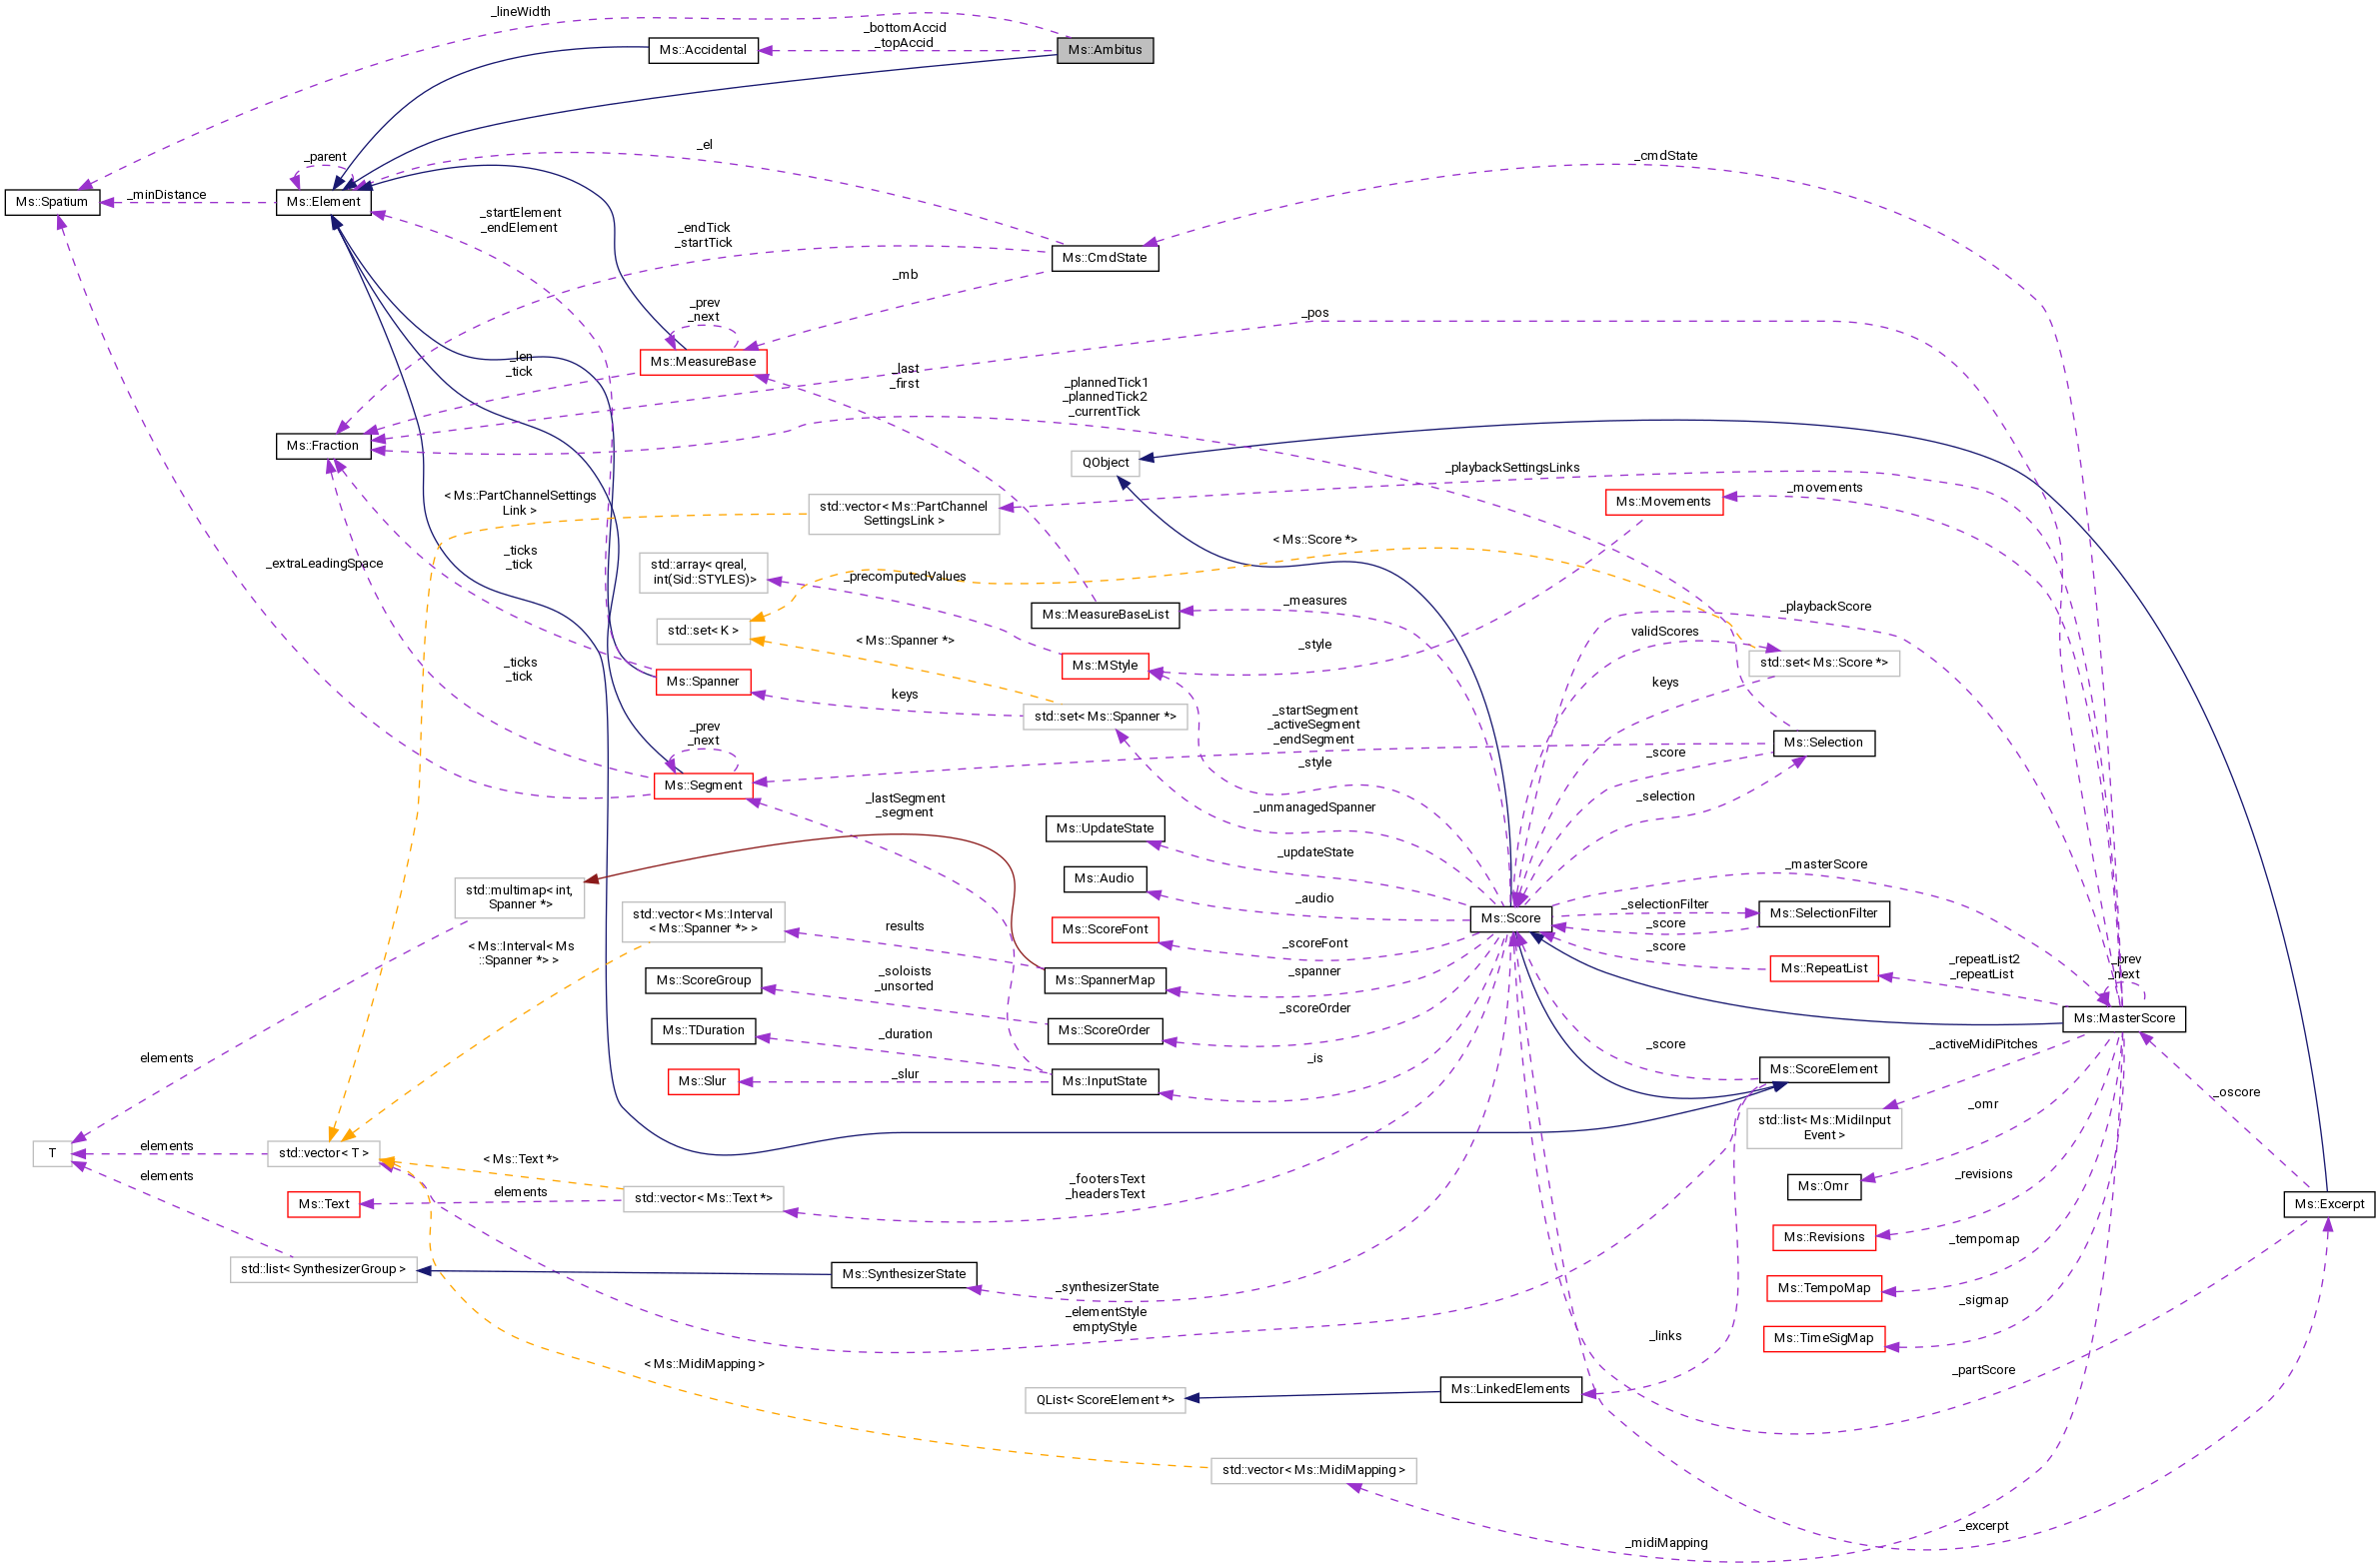 _lineWidth
_bottomAccid
_topAccid
Ms::Accidental
Ms::Ambitus
_parent
_el
_cmdState
Ms::Spatium
_minDistance
Ms::Element
_startElement
_endElement
_endTick
_startTick
Ms::CmdState
_mb
_prev
_next
_pos
Ms::MeasureBase
_len
_tick
_last
_first
_plannedTick1
_plannedTick2
_currentTick
Ms::Fraction
QObject
_playbackSettingsLinks
_movements
< Ms::PartChannelSettings
Link >
std::vector< Ms::PartChannel
SettingsLink >
Ms::Movements
< Ms::Score *>
_extraLeadingSpace
_ticks
_tick
std::array< qreal,
int(Sid::STYLES)>
_precomputedValues
_measures
Ms::MeasureBaseList
_playbackScore
std::set< K >
< Ms::Spanner *>
validScores
_style
Ms::MStyle
std::set< Ms::Score *>
_ticks
_tick
Ms::Spanner
keys
keys
std::set< Ms::Spanner *>
_prev
_next
_startSegment
_activeSegment
_endSegment
_score
Ms::Selection
_style
Ms::Segment
_lastSegment
_segment
_unmanagedSpanner
_selection
Ms::UpdateState
_updateState
_masterScore
Ms::Audio
_audio
std::multimap< int,
Spanner *>
std::vector< Ms::Interval
< Ms::Spanner *> >
results
Ms::ScoreFont
_scoreFont
Ms::Score
_selectionFilter
_score
Ms::SelectionFilter
_score
< Ms::Interval< Ms
::Spanner *> >
Ms::ScoreGroup
_soloists
_unsorted
Ms::SpannerMap
_spanner
Ms::RepeatList
_repeatList2
_repeatList
_prev
_next
_scoreOrder
Ms::MasterScore
Ms::TDuration
_duration
Ms::ScoreOrder
elements
_score
_activeMidiPitches
Ms::Slur
_slur
Ms::InputState
_is
Ms::ScoreElement
_oscore
_omr
std::list< Ms::MidiInput
Event >
T
elements
std::vector< T >
< Ms::Text *>
elements
elements
_footersText
_headersText
_revisions
Ms::Omr
Ms::Text
std::vector< Ms::Text *>
Ms::Excerpt
Ms::Revisions
_tempomap
std::list< SynthesizerGroup >
Ms::SynthesizerState
_synthesizerState
Ms::TempoMap
_sigmap
_elementStyle
emptyStyle
_links
Ms::TimeSigMap
< Ms::MidiMapping >
_partScore
QList< ScoreElement *>
Ms::LinkedElements
std::vector< Ms::MidiMapping >
_excerpt
_midiMapping